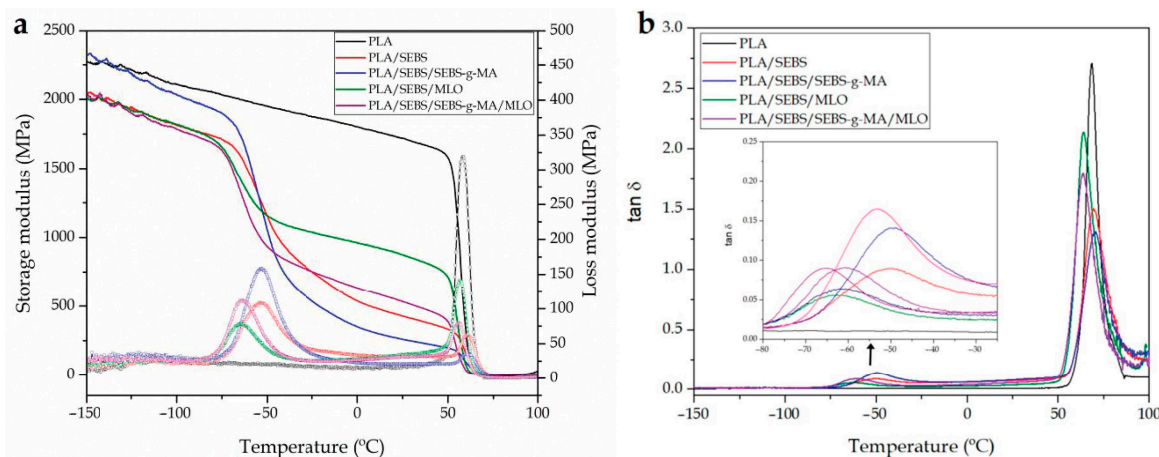 a
Storage modulus (MPa)
2500
2000
1500
1000
500
0
PLA
PLA/SEBS
PLA/SEBS/SEBS-g-MA
PLA/SEBS/MLO
PLA/SEBS/SEBS-g-MA/MLO
500
450
400
350
300
250
200
150
100
50
0
Loss modulus (MPa)
−150 −100 −50 0 50 100
Temperature (ºC)
b
tan δ
3.0
2.5
2.0
1.5
1.0
0.5
0.0
PLA
PLA/SEBS
PLA/SEBS/SEBS-g-MA
PLA/SEBS/MLO
PLA/SEBS/SEBS-g-MA/MLO
tan δ
0.25
0.20
0.15
0.10
0.05
0.00
−80 −70 −60 −50 −40 −30
−150 −100 −50 0 50 100
Temperature (ºC)